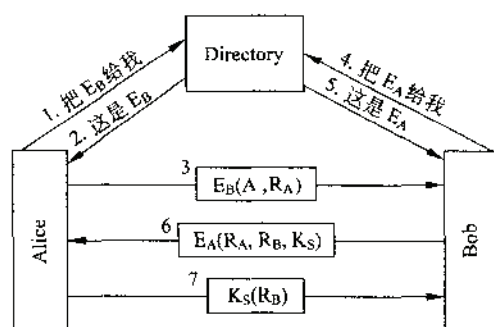 Directory
1. 把 E_B 给我
2. 这是 E_B
4. 把 E_A 给我
5. 这是 E_A
Alice
3
E_B(A ,R_A)
6
E_A(R_A, R_B, K_S)
7
K_S(R_B)
Bob